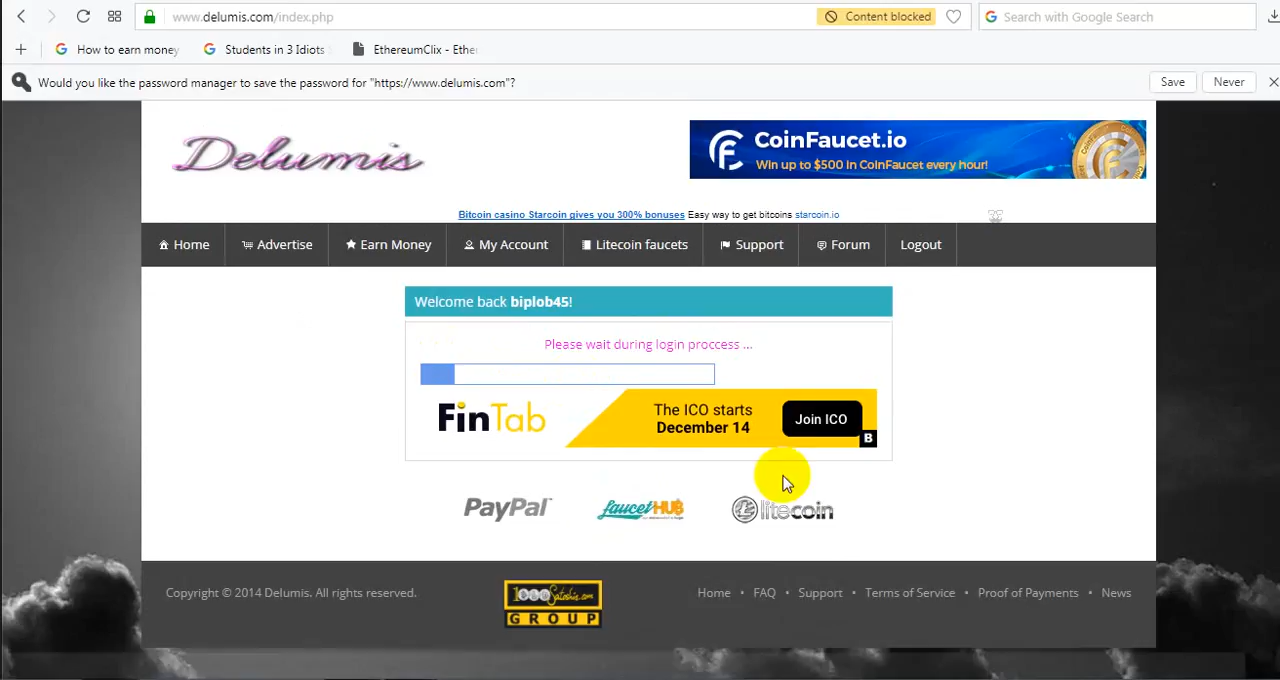 www.delumis.com/index.php
Content blocked
Search with Google Search
How to earn money
Students in 3 Idiots
EthereumClix - Ethe
Would you like the password manager to save the password for "https://www.delumis.com"?
Save
Never
Delumis
CoinFaucet.io
Win up to $500 in CoinFaucet every hour!
Bitcoin casino Starcoin gives you 300% bonuses Easy way to get bitcoins starcoin.io
Home
Advertise
Earn Money
My Account
Litecoin faucets
Support
Forum
Logout
Welcome back biplob45!
Please wait during login proccess ...
FinTab
The ICO starts
December 14
Join ICO
B
PayPal
faucetHUB
litecoin
Copyright © 2014 Delumis. All rights reserved.
1000Satoshis.com
GROUP
Home • FAQ • Support • Terms of Service • Proof of Payments • News